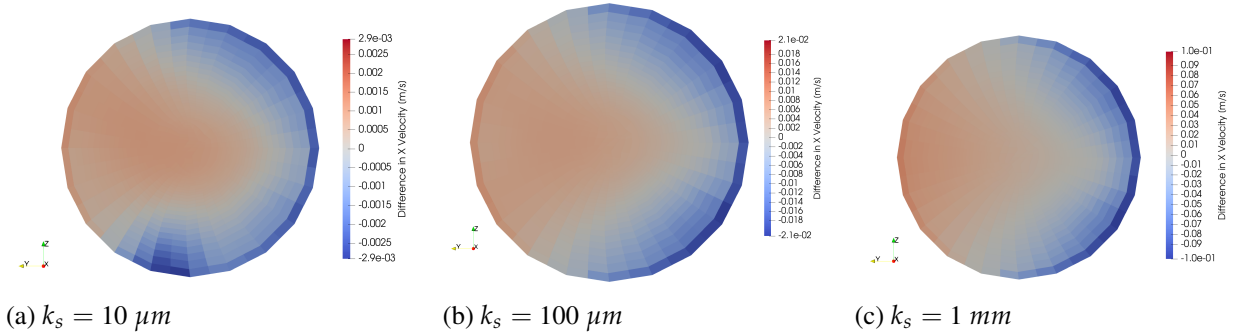 2.9e-03
0.0025
0.002
0.0015
0.001
0.0005
0
-0.0005
-0.001
-0.0015
-0.002
-0.0025
-2.9e-03
Difference in X Velocity (m/s)
Z
Y
X
(a) k_s = 10 μm
2.1e-02
0.018
0.016
0.014
0.012
0.010
0.008
0.006
0.004
0.002
0
-0.002
-0.004
-0.006
-0.008
-0.010
-0.012
-0.014
-0.016
-0.018
-2.1e-02
Difference in X Velocity (m/s)
Z
Y
X
(b) k_s = 100 μm
1.0e-01
0.09
0.08
0.07
0.06
0.05
0.04
0.03
0.02
0.01
0
-0.01
-0.02
-0.03
-0.04
-0.05
-0.06
-0.07
-0.08
-0.09
-1.0e-01
Difference in X Velocity (m/s)
Z
Y
X
(c) k_s = 1 mm